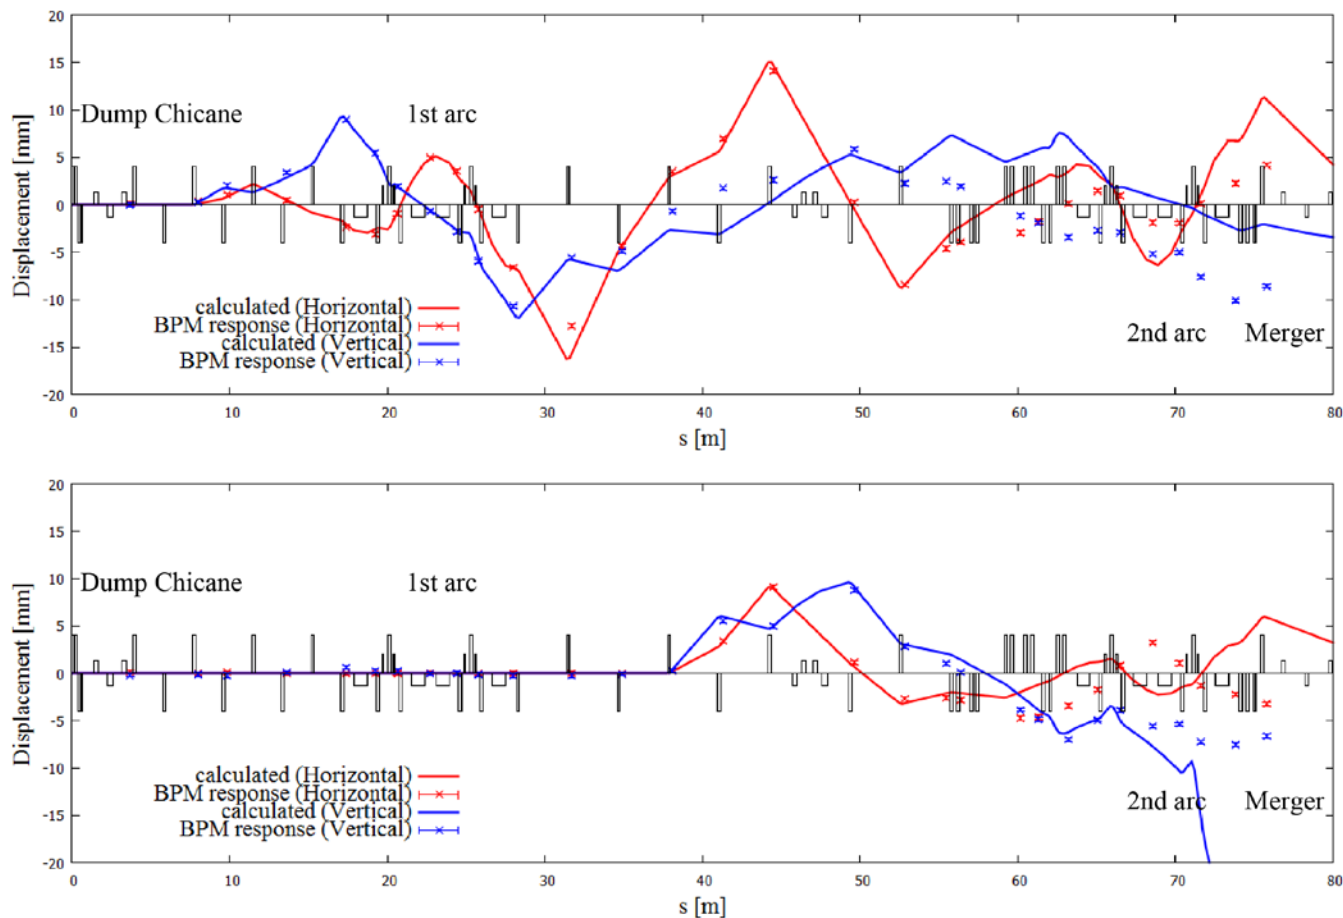 20
15
Dump Chicane 1st arc
10
5
0
-5
-10
-15
-20
Displacement [mm]
calculated (Horizontal)
BPM response (Horizontal)
calculated (Vertical)
BPM response (Vertical)
2nd arc Merger
0 10 20 30 40 50 60 70 80
s [m]
20
15
10
Dump Chicane 1st arc
5
0
-5
-10
-15
-20
Displacement [mm]
calculated (Horizontal)
BPM response (Horizontal)
calculated (Vertical)
BPM response (Vertical)
2nd arc Merger
0 10 20 30 40 50 60 70 80
s [m]